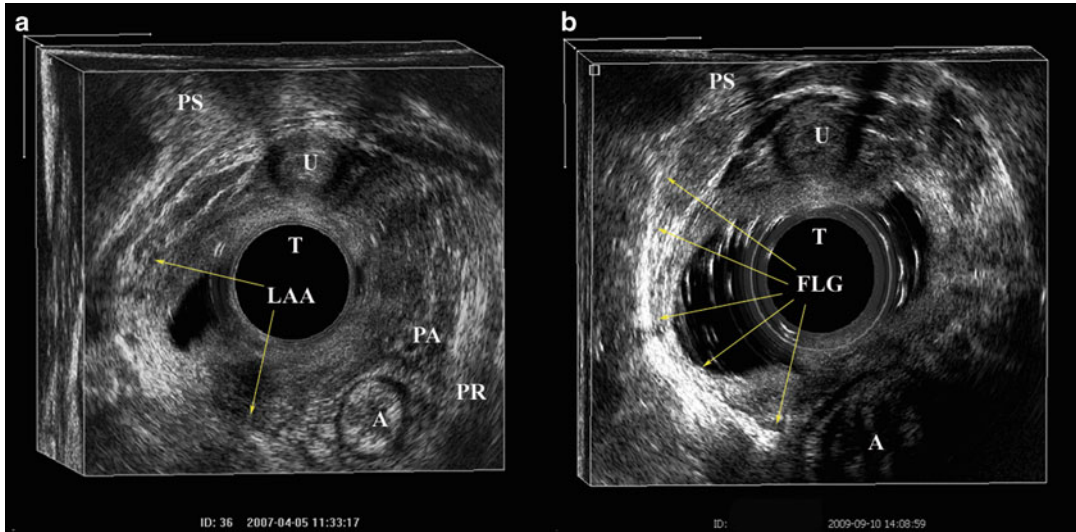 a
PS
U
T
LAA
PA
PR
A
ID: 36 2007-04-05 11:33:17
b
PS
U
T
FLG
A
ID: 2009-09-10 14:08:59